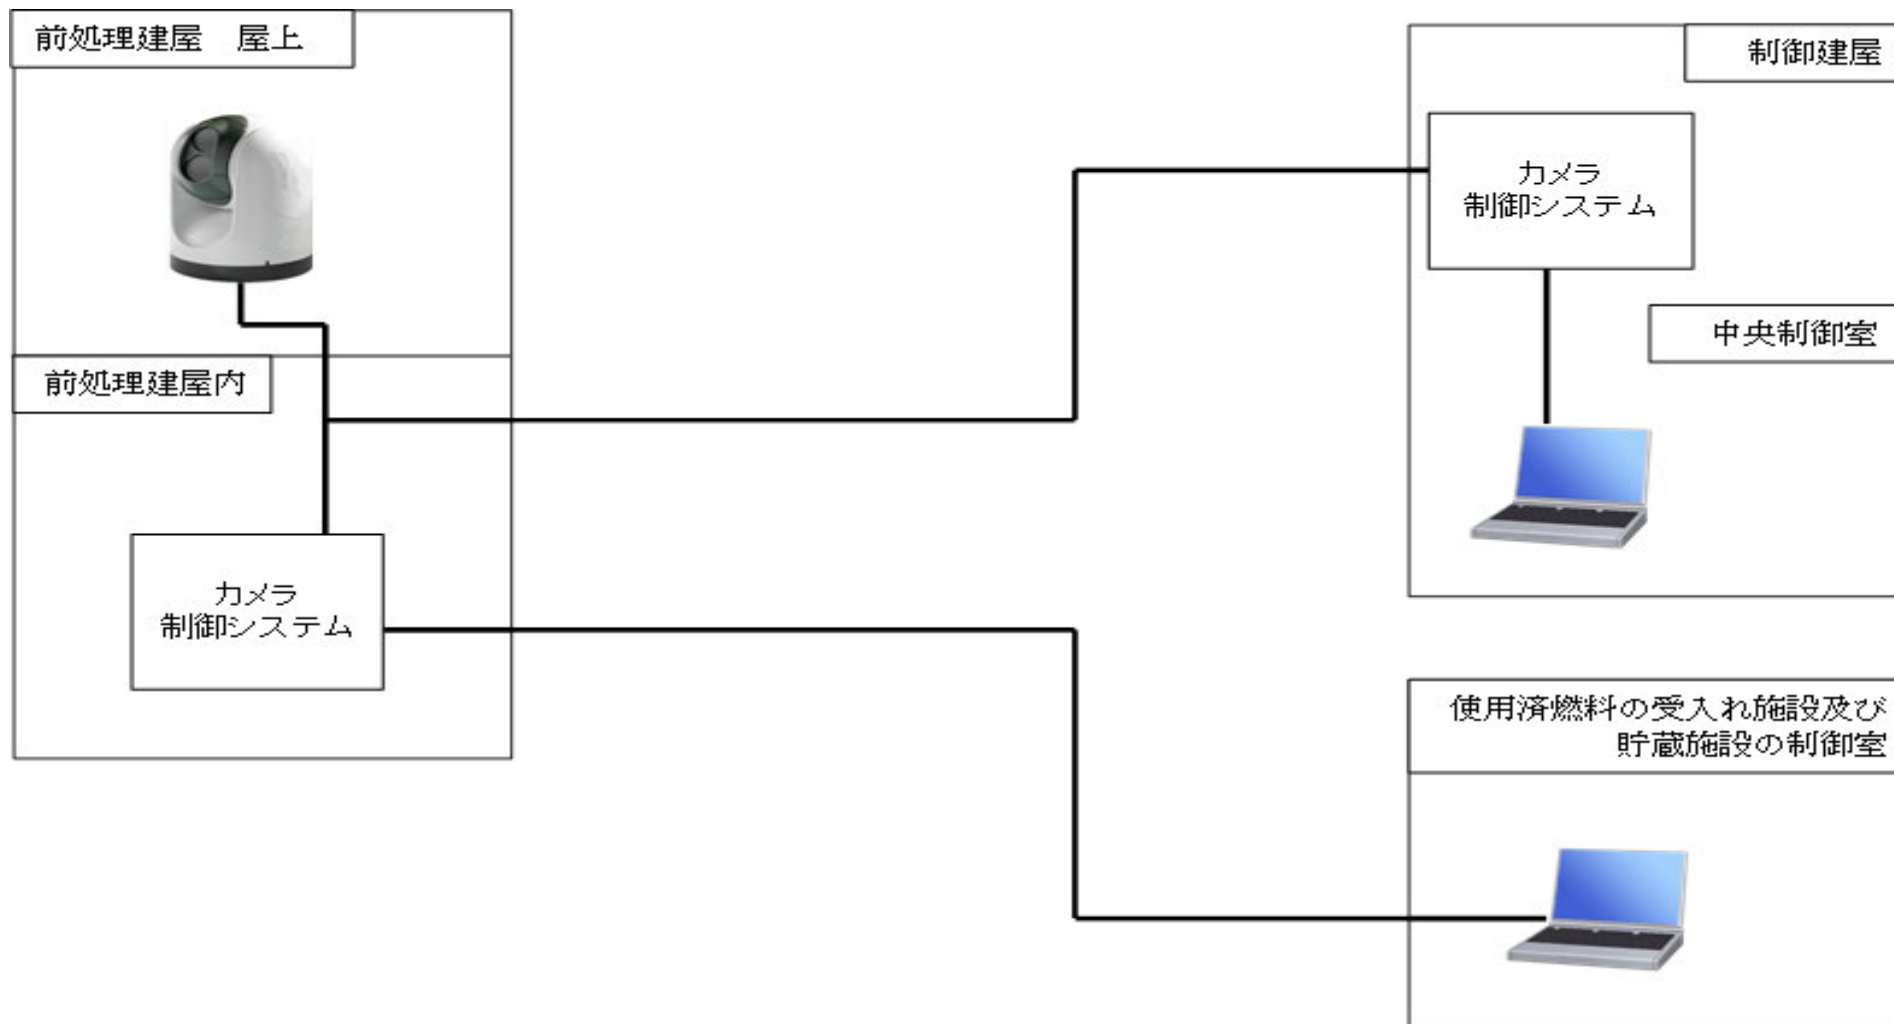 前処理建屋　屋上
前処理建屋内
カメラ
制御システム
制御建屋
カメラ
制御システム
中央制御室
使用済燃料の受入れ施設及び
貯蔵施設の制御室